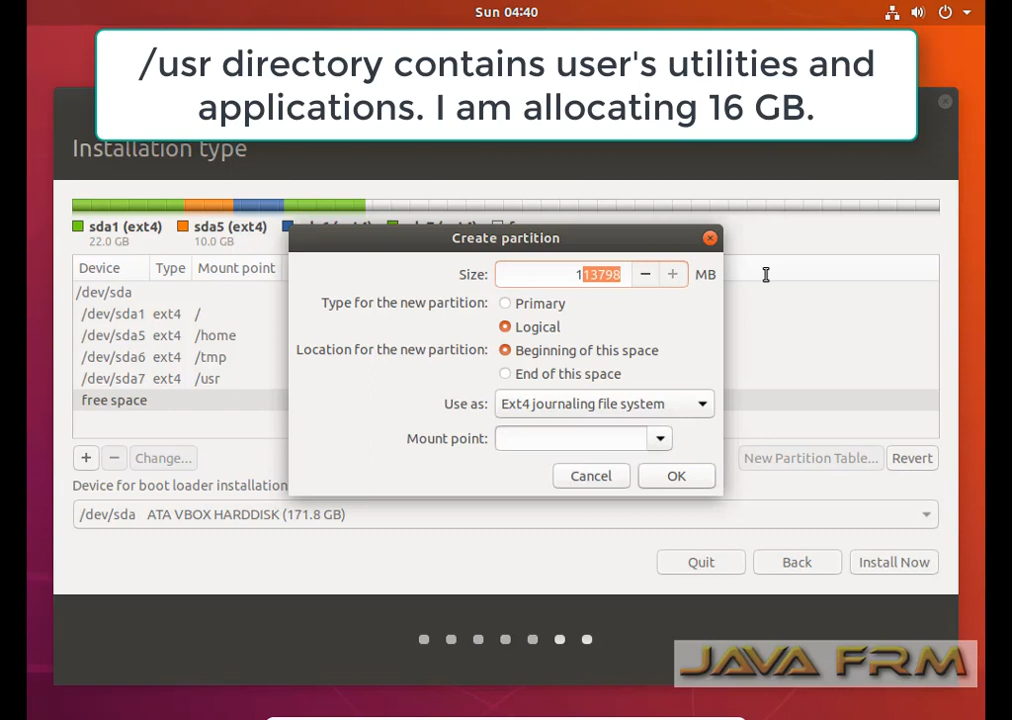 Sun 04:40
/usr directory contains user's utilities and
applications. I am allocating 16 GB.
Installation type
sda1 (ext4)
22.0 GB
sda5 (ext4)
10.0 GB
Create partition
Size: 113798 MB
Type for the new partition: Primary
Logical
Location for the new partition: Beginning of this space
End of this space
Use as: Ext4 journaling file system
Mount point:
Cancel OK
Device Type Mount point
/dev/sda
/dev/sda1 ext4 /
/dev/sda5 ext4 /home
/dev/sda6 ext4 /tmp
/dev/sda7 ext4 /usr
free space
+ − Change... New Partition Table... Revert
Device for boot loader installation
/dev/sda ATA VBOX HARDDISK (171.8 GB)
Quit Back Install Now
JAVA FRM